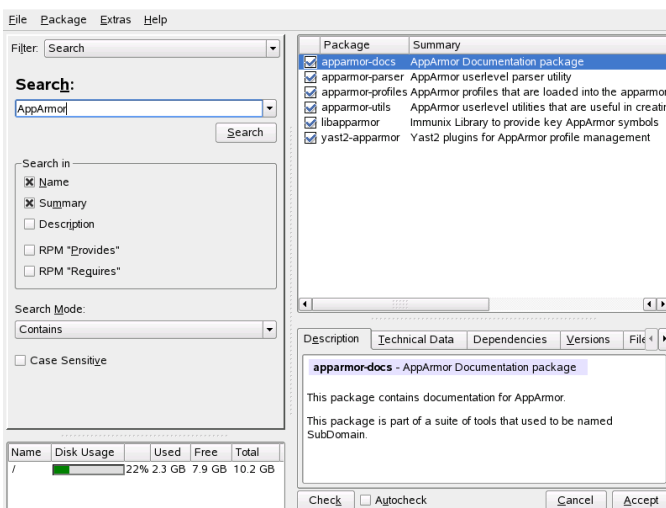 File Package Extras Help
Filter: Search
Search:
AppArmor
Search
Search in
Name
Summary
Description
RPM "Provides"
RPM "Requires"
Search Mode:
Contains
Case Sensitive
Name Disk Usage Used Free Total
/ 22% 2.3 GB 7.9 GB 10.2 GB
Package Summary
apparmor-docs AppArmor Documentation package
apparmor-parser AppArmor userlevel parser utility
apparmor-profiles AppArmor profiles that are loaded into the apparmor
apparmor-utils AppArmor userlevel utilities that are useful in creatin
libapparmor Immunix Library to provide key AppArmor symbols
yast2-apparmor Yast2 plugins for AppArmor profile management
Description Technical Data Dependencies Versions File
apparmor-docs - AppArmor Documentation package
This package contains documentation for AppArmor.
This package is part of a suite of tools that used to be named
SubDomain.
Check Autocheck Cancel Accept